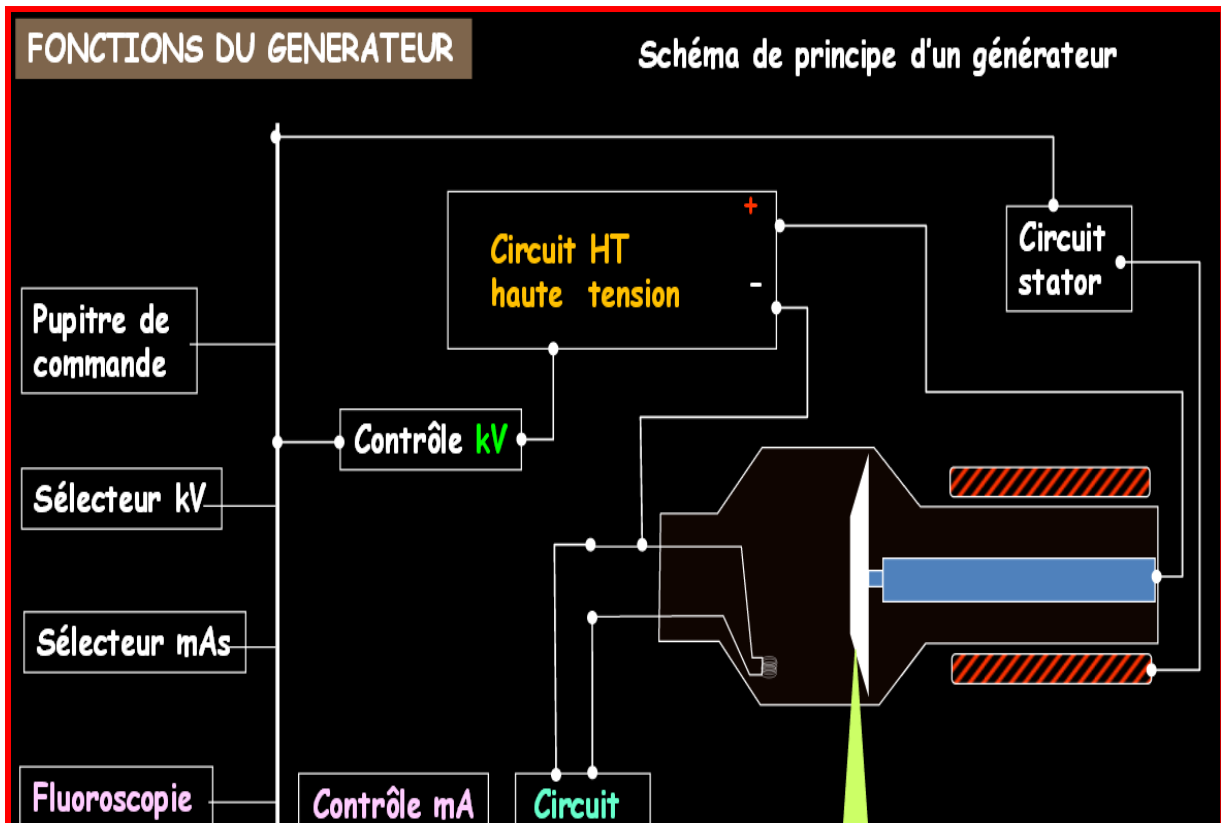 FONCTIONS DU GENERATEUR
Schéma de principe d'un générateur
+
Circuit HT
haute tension
-
Circuit
stator
Pupitre de
commande
Contrôle kV
Sélecteur kV
Sélecteur mAs
Fluoroscopie
Contrôle mA
Circuit